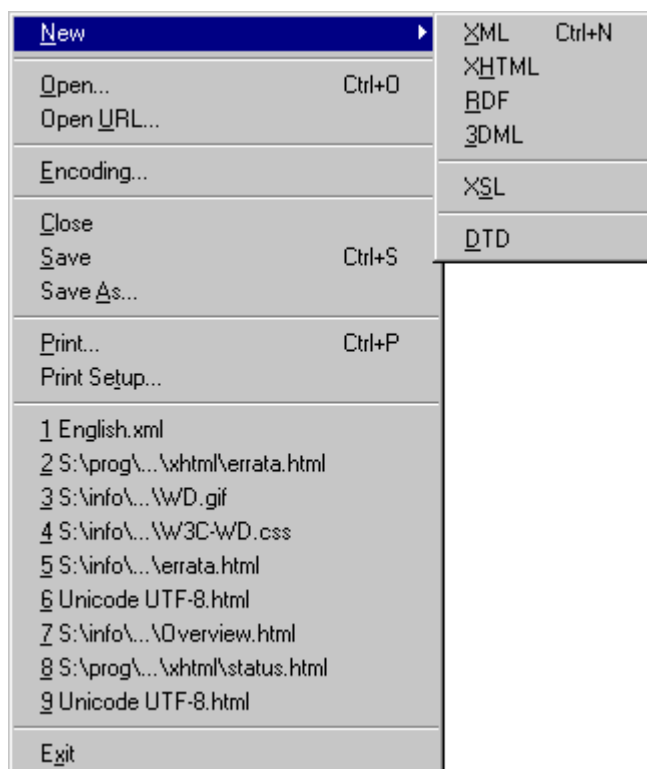 New
Open... Ctrl+O
Open URL...
Encoding...
Close
Save Ctrl+S
Save As...
Print... Ctrl+P
Print Setup...
1 English.xml
2 S:\prog\...\xhtml\errata.html
3 S:\info\...\WD.gif
4 S:\info\...\W3C-WD.css
5 S:\info\...\errata.html
6 Unicode UTF-8.html
7 S:\info\...\Overview.html
8 S:\prog\...\xhtml\status.html
9 Unicode UTF-8.html
Exit
XML Ctrl+N
XHTML
RDF
3DML
XSL
DTD